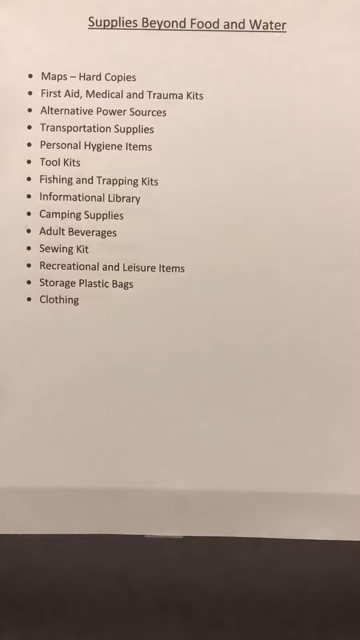 Supplies Beyond Food and Water
• Maps – Hard Copies
• First Aid, Medical and Trauma Kits
• Alternative Power Sources
• Transportation Supplies
• Personal Hygiene Items
• Tool Kits
• Fishing and Trapping Kits
• Informational Library
• Camping Supplies
• Adult Beverages
• Sewing Kit
• Recreational and Leisure Items
• Storage Plastic Bags
• Clothing